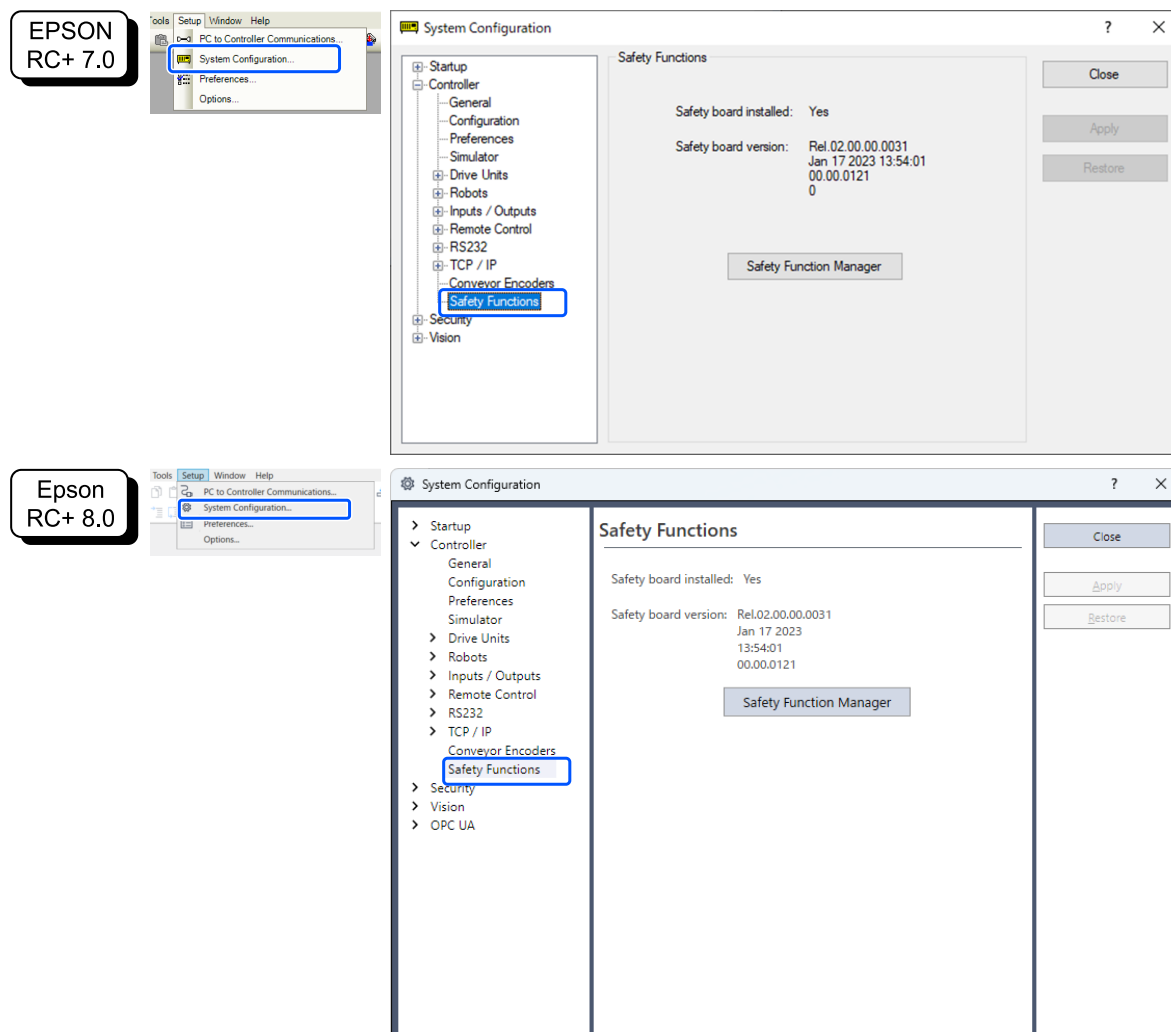 EPSON
RC+ 7.0
Tools Setup Window Help
PC to Controller Communications...
System Configuration...
Preferences...
Options...
System Configuration
?
Startup
Controller
General
Configuration
Preferences
Simulator
Drive Units
Robots
Inputs / Outputs
Remote Control
RS232
TCP / IP
Conveyor Encoders
Safety Functions
Security
Vision
Safety Functions
Safety board installed: Yes
Safety board version: Rel.02.00.00.0031
Jan 17 2023 13:54:01
00.00.0121
0
Safety Function Manager
Close
Apply
Restore
Epson
RC+ 8.0
Tools Setup Window Help
PC to Controller Communications...
System Configuration...
Preferences...
Options...
System Configuration
?
Startup
Controller
General
Configuration
Preferences
Simulator
Drive Units
Robots
Inputs / Outputs
Remote Control
RS232
TCP / IP
Conveyor Encoders
Safety Functions
Security
Vision
OPC UA
Safety Functions
Safety board installed: Yes
Safety board version: Rel.02.00.00.0031
Jan 17 2023
13:54:01
00.00.0121
Safety Function Manager
Close
Apply
Restore